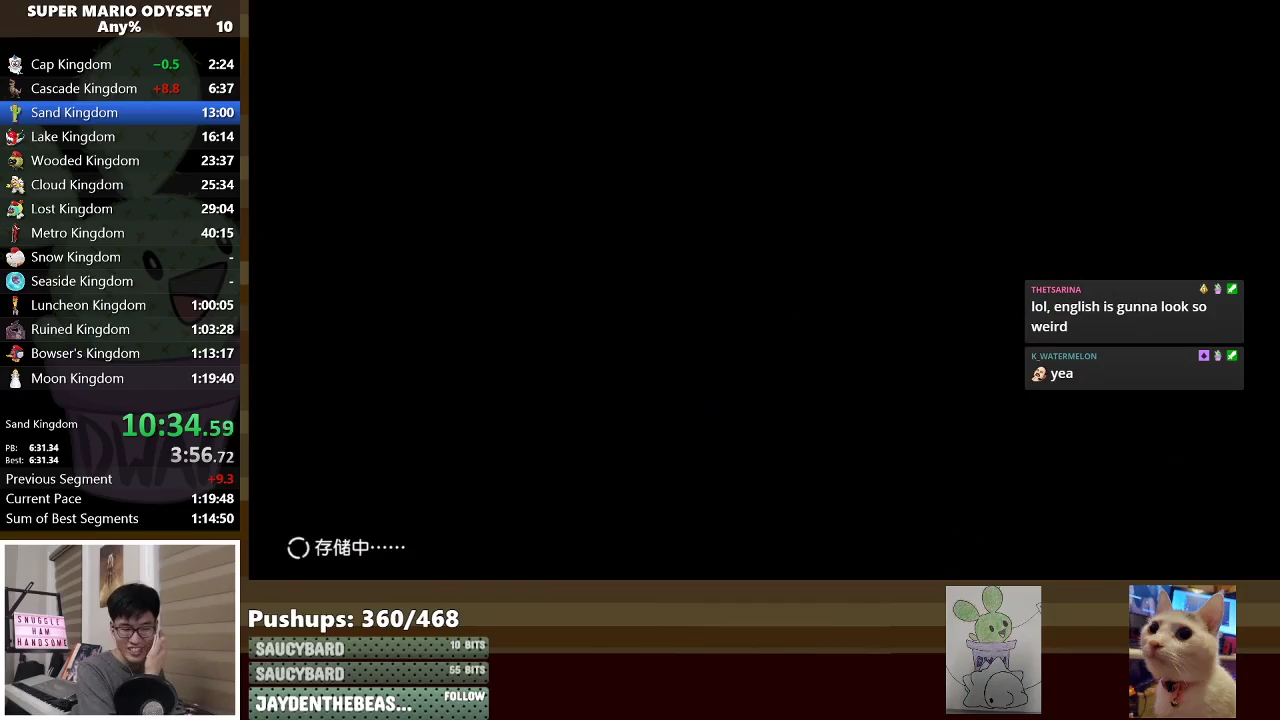 SUPER MARIO ODYSSEY
Any% 10
Cap Kingdom -0.5 2:24
Cascade Kingdom +8.8 6:37
Sand Kingdom 13:00
Lake Kingdom 16:14
Wooded Kingdom 23:37
Cloud Kingdom 25:34
Lost Kingdom 29:04
Metro Kingdom 40:15
Snow Kingdom -
Seaside Kingdom -
Luncheon Kingdom 1:00:05
Ruined Kingdom 1:03:28
Bowser's Kingdom 1:13:17
Moon Kingdom 1:19:40
Sand Kingdom 10:34.59
PB: 6:31.34
3:56.72
Best: 6:31.34
Previous Segment +9.3
Current Pace 1:19:48
Sum of Best Segments 1:14:50
THETSARINA
lol, english is gunna look so
weird
K_WATERMELON
yea
存储中……
SNUGGLE
HAM
HANDSOME
Pushups: 360/468
SAUCYBARD 10 BITS
SAUCYBARD 55 BITS
JAYDENTHEBEAS... FOLLOW